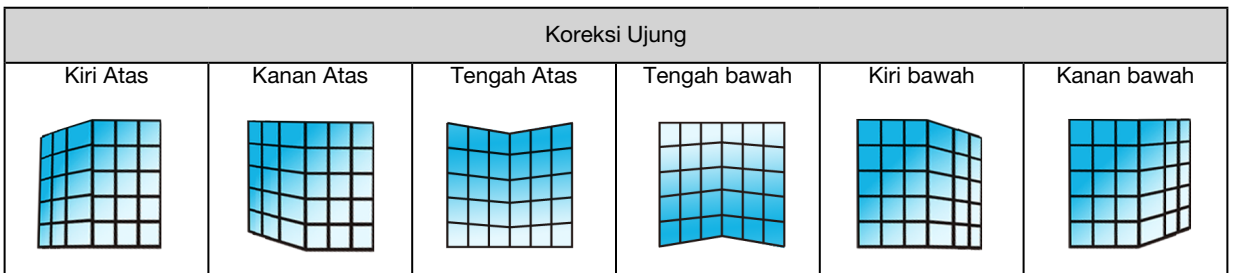 Koreksi Ujung
Kiri Atas
Kanan Atas
Tengah Atas
Tengah bawah
Kiri bawah
Kanan bawah